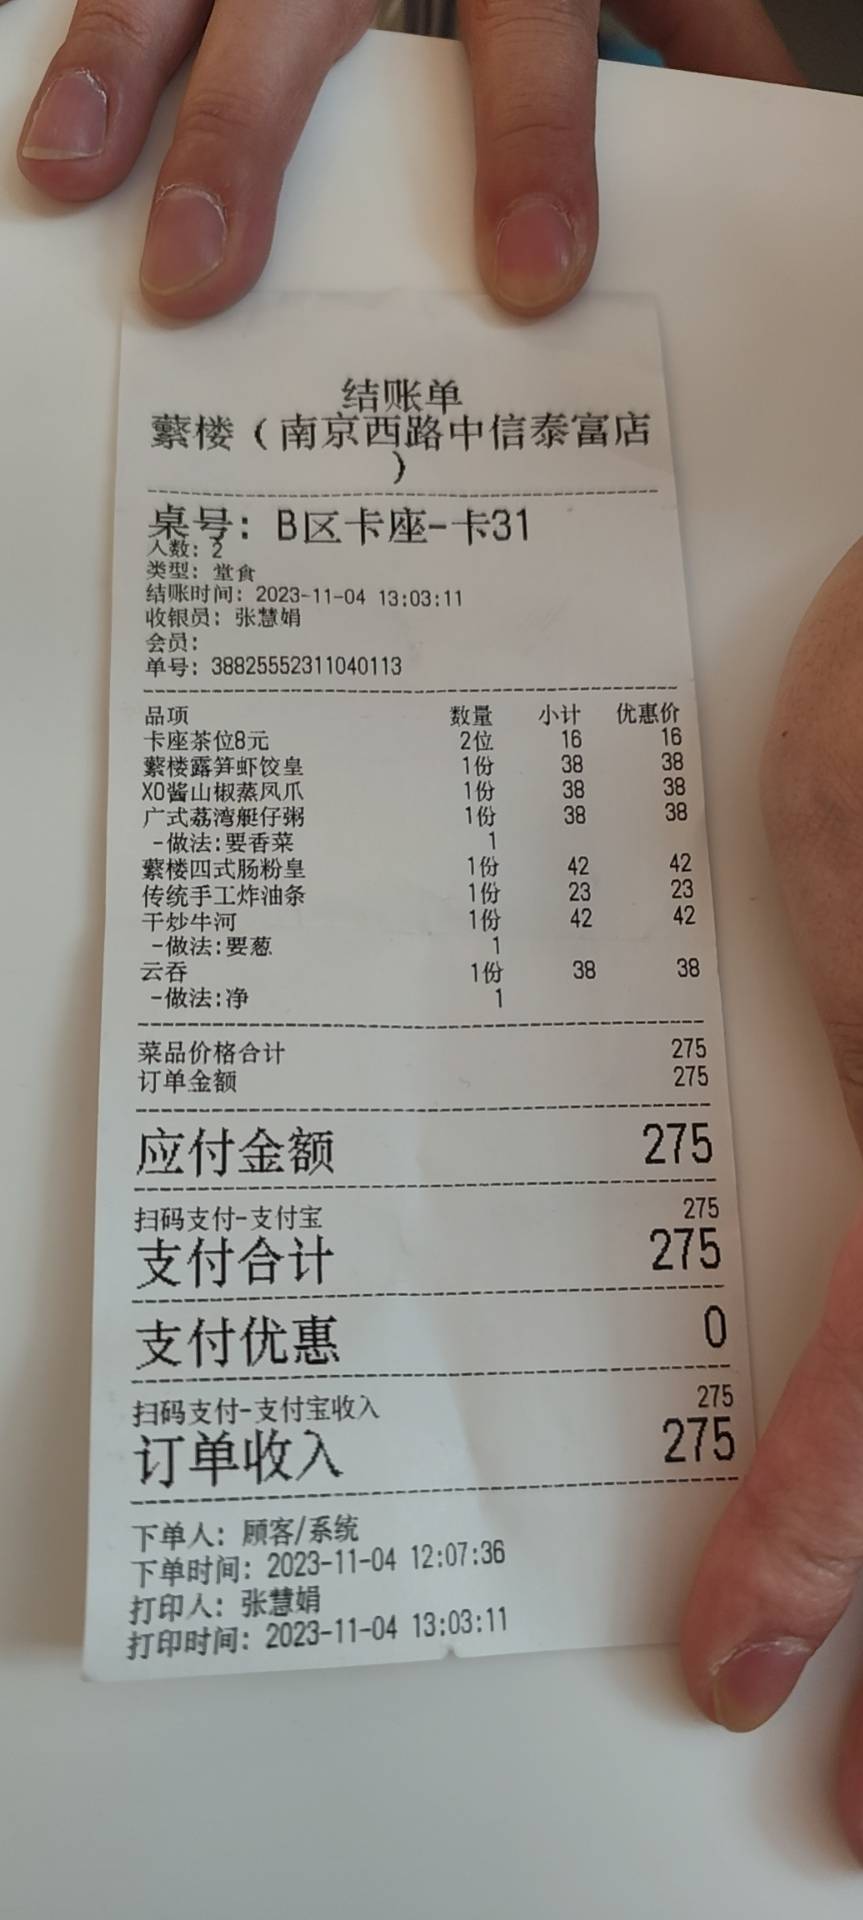 结账单
蘩楼（南京西路中信泰富店
）
桌号: B区卡座-卡31
人数: 2
类型: 堂食
结账时间: 2023-11-04 13:03:11
收银员: 张慧娟
会员:
单号: 38825552311040113
品项 数量 小计 优惠价
卡座茶位8元 2位 16 16
蘩楼露笋虾饺皇 1份 38 38
XO酱山椒蒸凤爪 1份 38 38
广式荔湾艇仔粥 1份 38 38
-做法:要香菜 1
蘩楼四式肠粉皇 1份 42 42
传统手工炸油条 1份 23 23
干炒牛河 1份 42 42
-做法:要葱 1
云吞 1份 38 38
-做法:净 1
菜品价格合计 275
订单金额 275
应付金额 275
扫码支付-支付宝 275
支付合计 275
支付优惠 0
扫码支付-支付宝收入 275
订单收入 275
下单人: 顾客/系统
下单时间: 2023-11-04 12:07:36
打印人: 张慧娟
打印时间: 2023-11-04 13:03:11